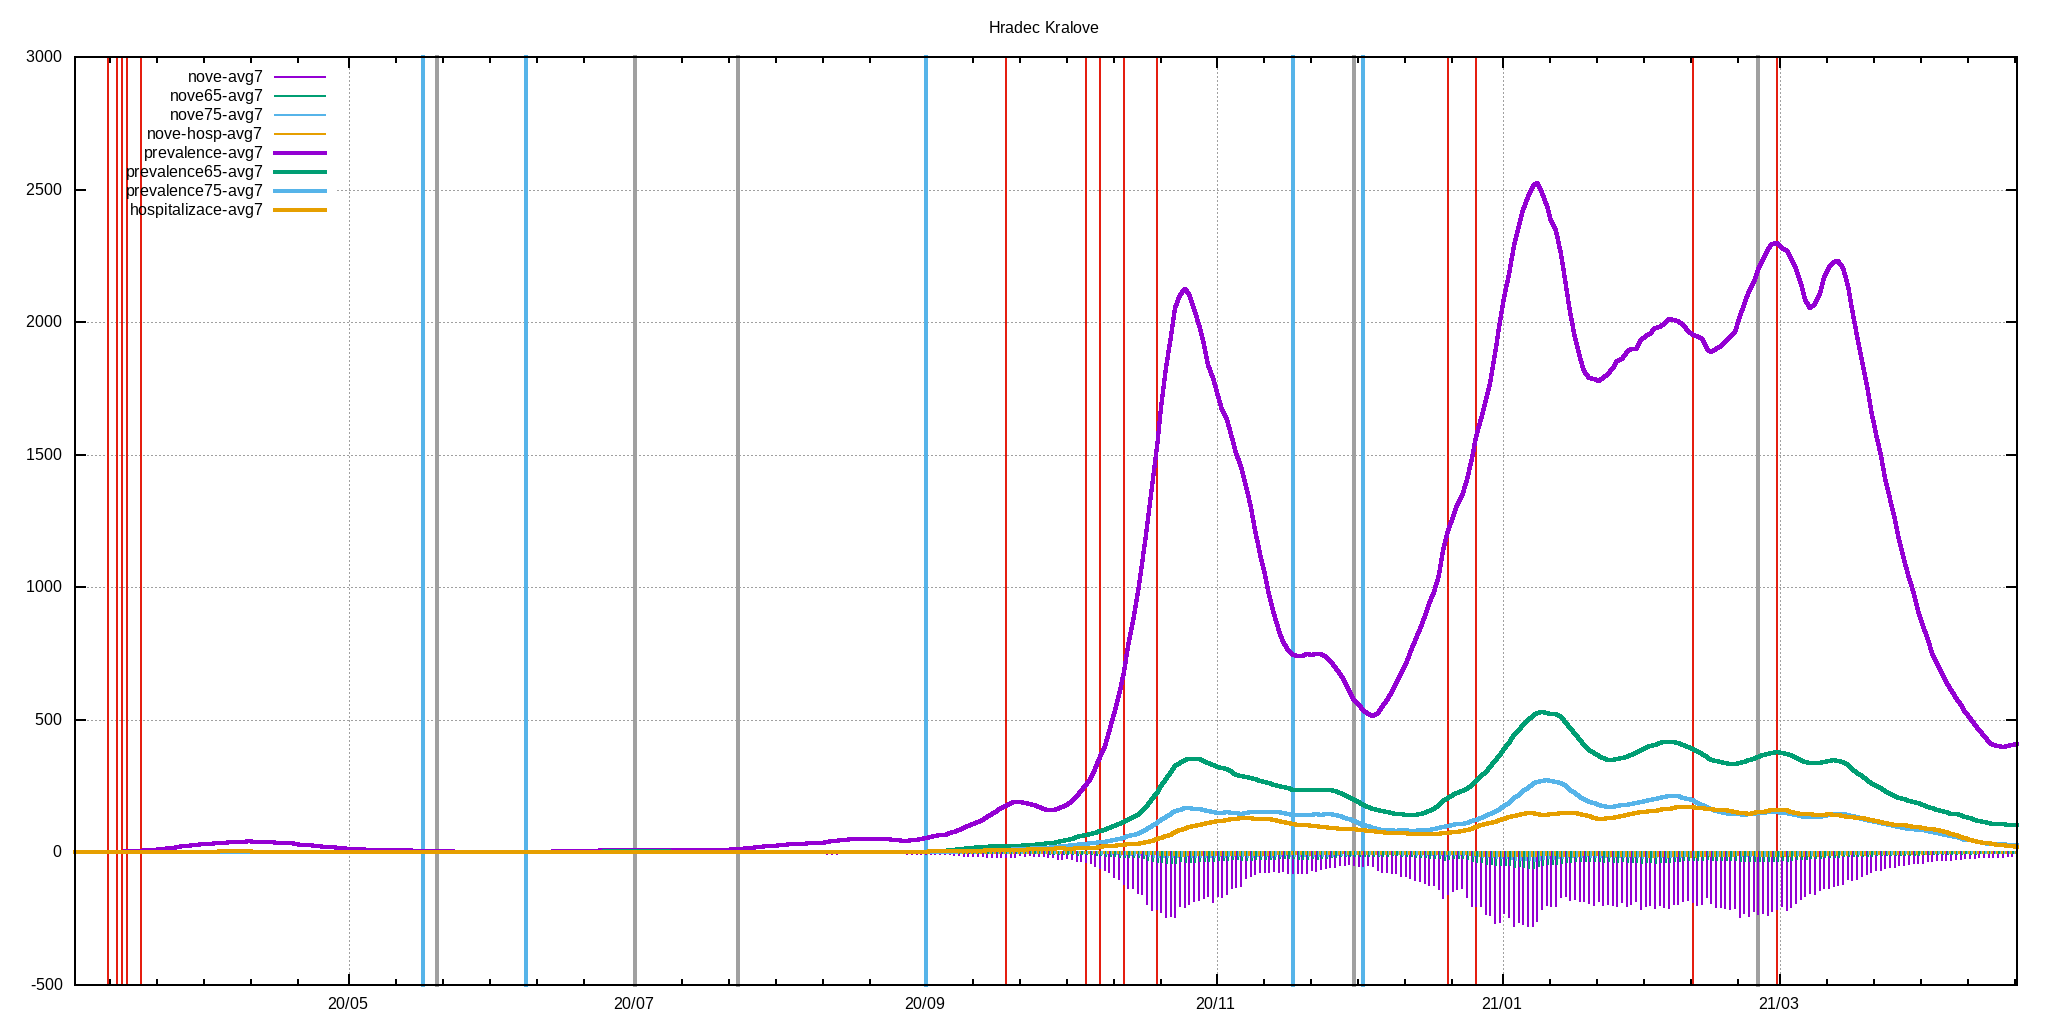 Hradec Kralove
3000
2500
2000
1500
1000
500
0
-500
nove-avg7
nove65-avg7
nove75-avg7
nove-hosp-avg7
prevalence-avg7
prevalence65-avg7
prevalence75-avg7
hospitalizace-avg7
20/05 20/07 20/09 20/11 21/01 21/03